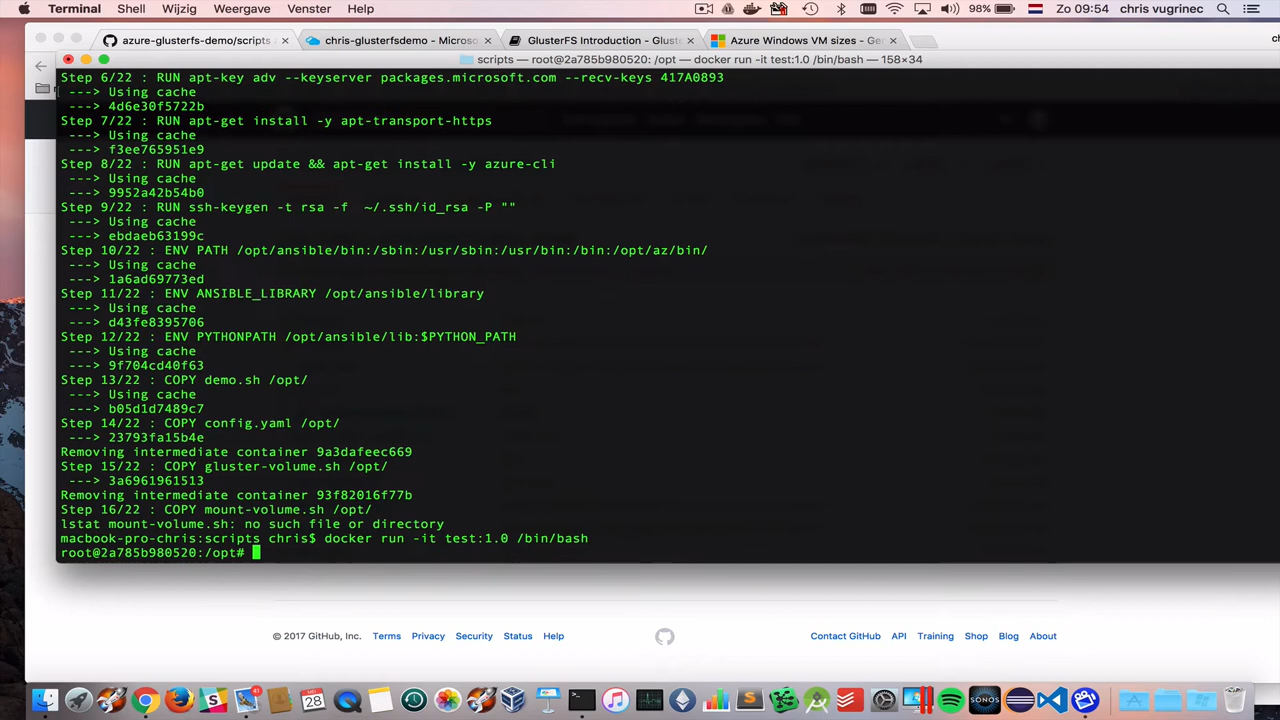 Terminal Shell Wijzig Weergave Venster Help 98% Zo 09:54 chris vugrinec
azure-glusterfs-demo/scripts × chris-glusterfsdemo - Micros × GlusterFS Introduction - Glust × Azure Windows VM sizes - Ge ×
scripts — root@2a785b980520: /opt — docker run -it test:1.0 /bin/bash — 158×34
Step 6/22 : RUN apt-key adv --keyserver packages.microsoft.com --recv-keys 417A0893
---> Using cache
---> 4d6e30f5722b
Step 7/22 : RUN apt-get install -y apt-transport-https
---> Using cache
---> f3ee765951e9
Step 8/22 : RUN apt-get update && apt-get install -y azure-cli
---> Using cache
---> 9952a42b54b0
Step 9/22 : RUN ssh-keygen -t rsa -f ~/.ssh/id_rsa -P ""
---> Using cache
---> ebdaeb63199c
Step 10/22 : ENV PATH /opt/ansible/bin:/sbin:/usr/sbin:/usr/bin:/bin:/opt/az/bin/
---> Using cache
---> 1a6ad69773ed
Step 11/22 : ENV ANSIBLE_LIBRARY /opt/ansible/library
---> Using cache
---> d43fe8395706
Step 12/22 : ENV PYTHONPATH /opt/ansible/lib:$PYTHON_PATH
---> Using cache
---> 9f704cd40f63
Step 13/22 : COPY demo.sh /opt/
---> Using cache
---> b05d1d7489c7
Step 14/22 : COPY config.yaml /opt/
---> 23793fa15b4e
Removing intermediate container 9a3dafeec669
Step 15/22 : COPY gluster-volume.sh /opt/
---> 3a6961961513
Removing intermediate container 93f82016f77b
Step 16/22 : COPY mount-volume.sh /opt/
lstat mount-volume.sh: no such file or directory
macbook-pro-chris:scripts chris$ docker run -it test:1.0 /bin/bash
root@2a785b980520:/opt#
© 2017 GitHub, Inc. Terms Privacy Security Status Help Contact GitHub API Training Shop Blog About
41
28
SONOS